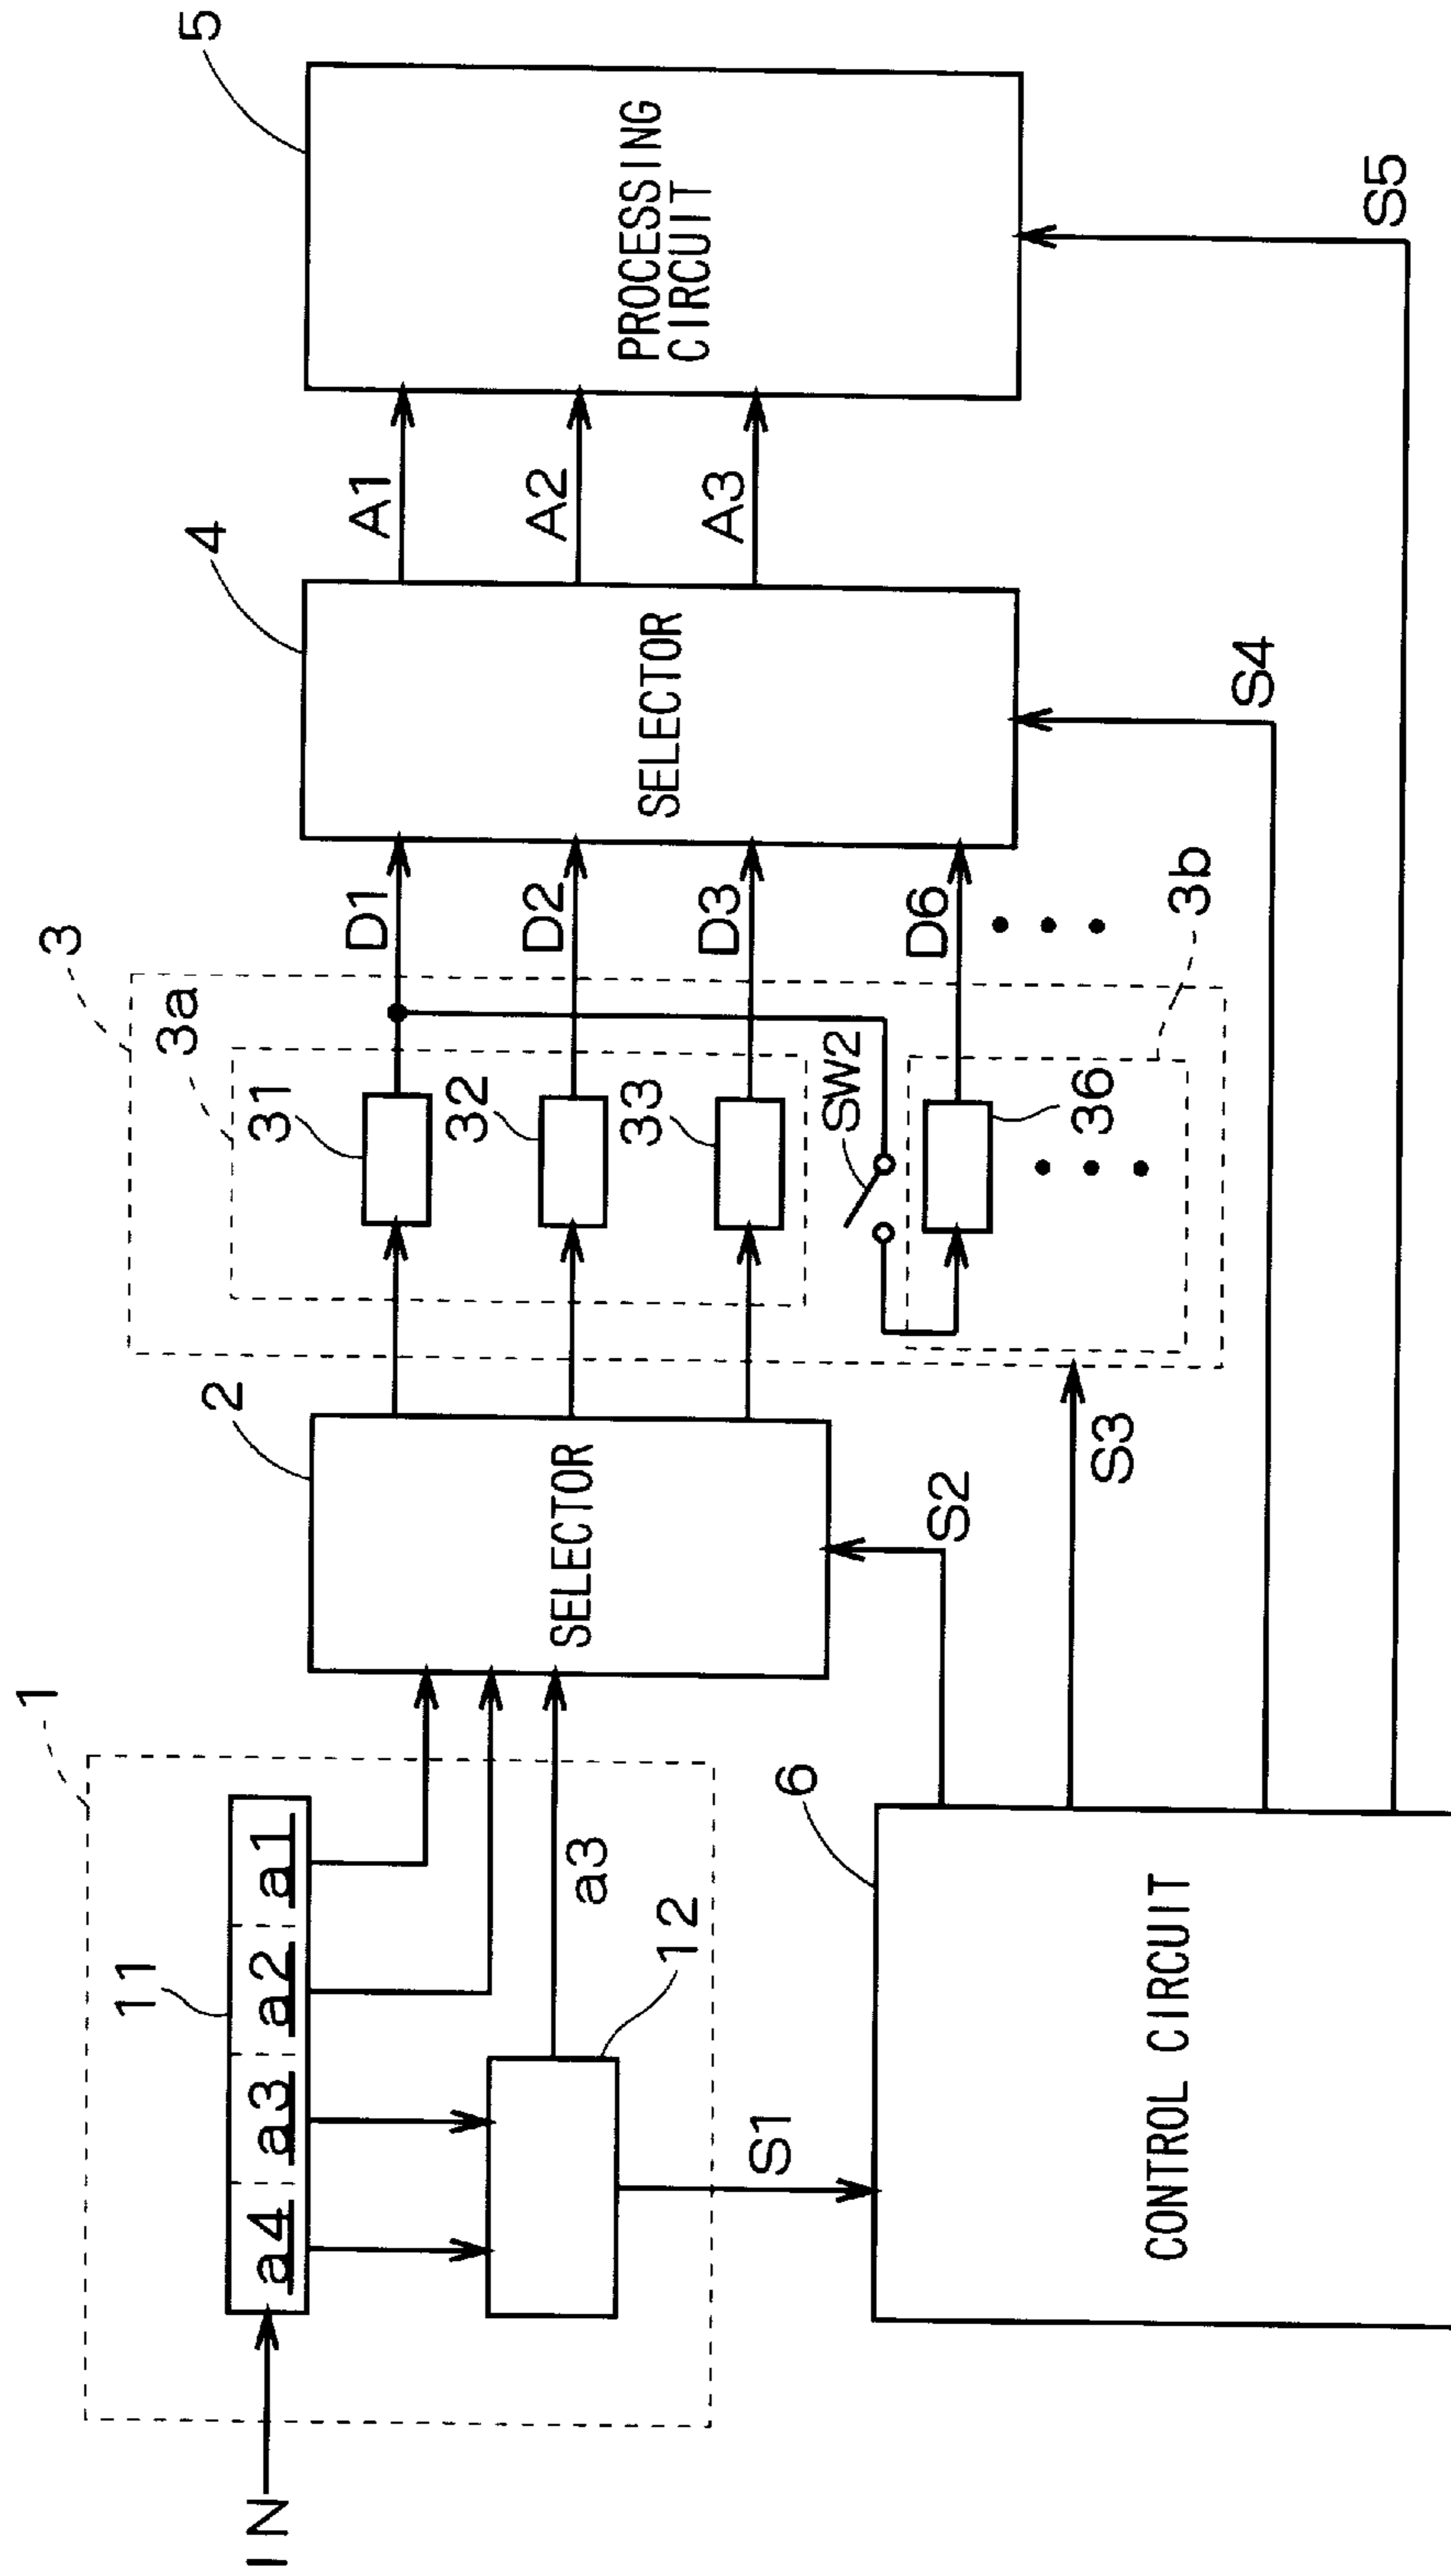 IN
1
11
a4 a3 a2 a1
12
a3
S1
2
SELECTOR
3
3a
31
32
33
SW2
36
3b
D1
D2
D3
D6
4
SELECTOR
A1
A2
A3
5
PROCESSING
CIRCUIT
6
CONTROL CIRCUIT
S2
S3
S4
S5